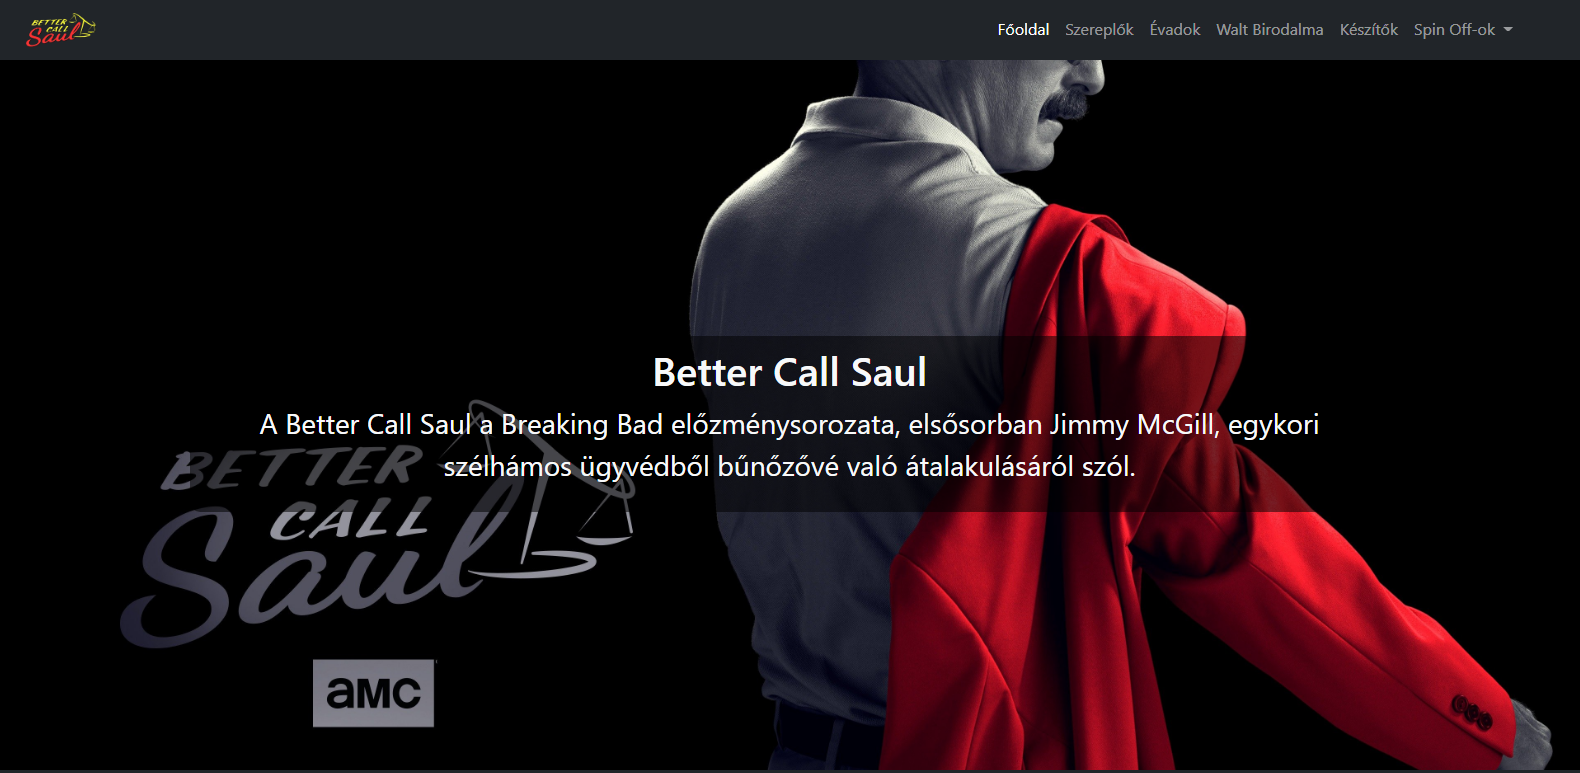 BETTER
CALL
Saul
Főoldal Szereplők Évadok Walt Birodalma Készítők Spin Off-ok
Better Call Saul
A Better Call Saul a Breaking Bad előzménysorozata, elsősorban Jimmy McGill, egykori
szélhámos ügyvédből bűnözővé való átalakulásáról szól.
BETTER
CALL
Saul
aMC